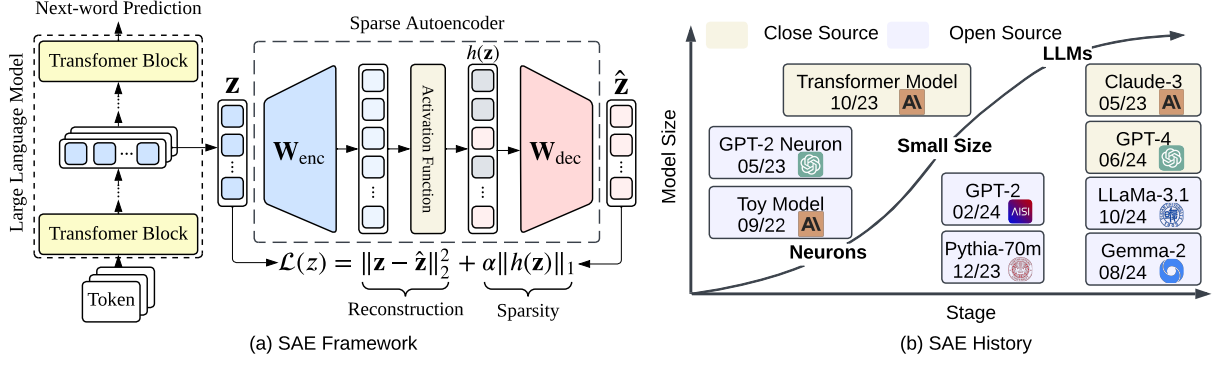 Next-word Prediction
Large Language Model
Transfomer Block
...
Transfomer Block
Token
Sparse Autoencoder
z
W_enc
Activation Function
h(z)
W_dec
ẑ
ℒ(z) = ‖z − ẑ‖₂² + α‖h(z)‖₁
Reconstruction
Sparsity
(a) SAE Framework
Close Source
Open Source
Model Size
LLMs
Transformer Model
10/23
Claude-3
05/23
GPT-2 Neuron
05/23
Small Size
GPT-4
06/24
Toy Model
09/22
GPT-2
02/24
AISI
LLaMa-3.1
10/24
Neurons
Pythia-70m
12/23
Gemma-2
08/24
Stage
(b) SAE History